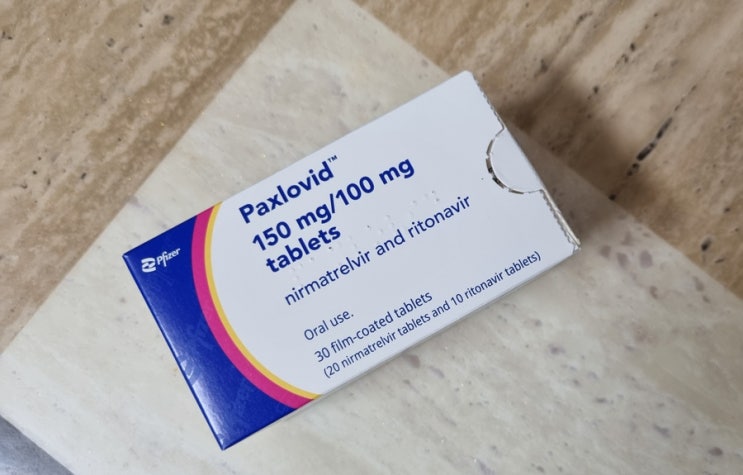 Pfizer
Paxlovid™
150 mg/100 mg
tablets
nirmatrelvir and ritonavir
Oral use.
30 film-coated tablets
(20 nirmatrelvir tablets and 10 ritonavir tablets)